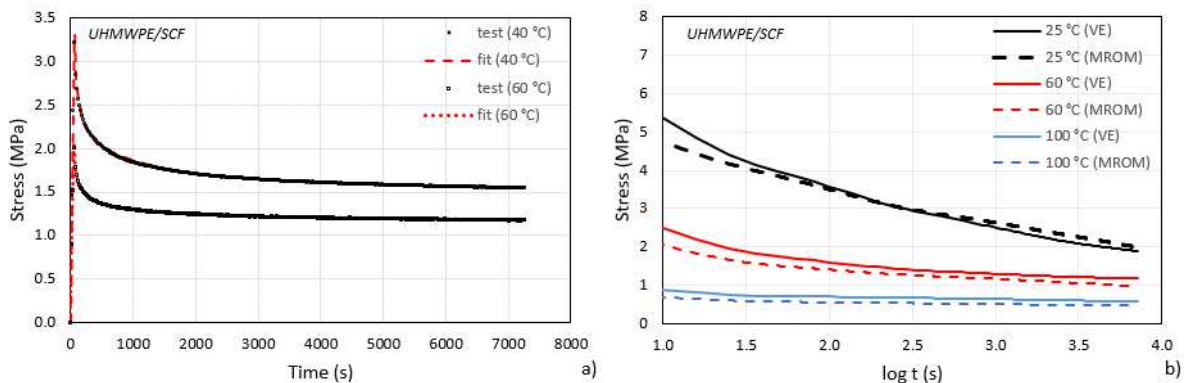 UHMWPE/SCF
test (40 °C)
fit (40 °C)
test (60 °C)
fit (60 °C)
3.5
3.0
2.5
2.0
1.5
1.0
0.5
0.0
Stress (MPa)
0
1000
2000
3000
4000
5000
6000
7000
8000
Time (s)
a)
UHMWPE/SCF
25 °C (VE)
25 °C (MROM)
60 °C (VE)
60 °C (MROM)
100 °C (VE)
100 °C (MROM)
8
7
6
5
4
3
2
1
0
Stress (MPa)
1.0
1.5
2.0
2.5
3.0
3.5
4.0
log t (s)
b)